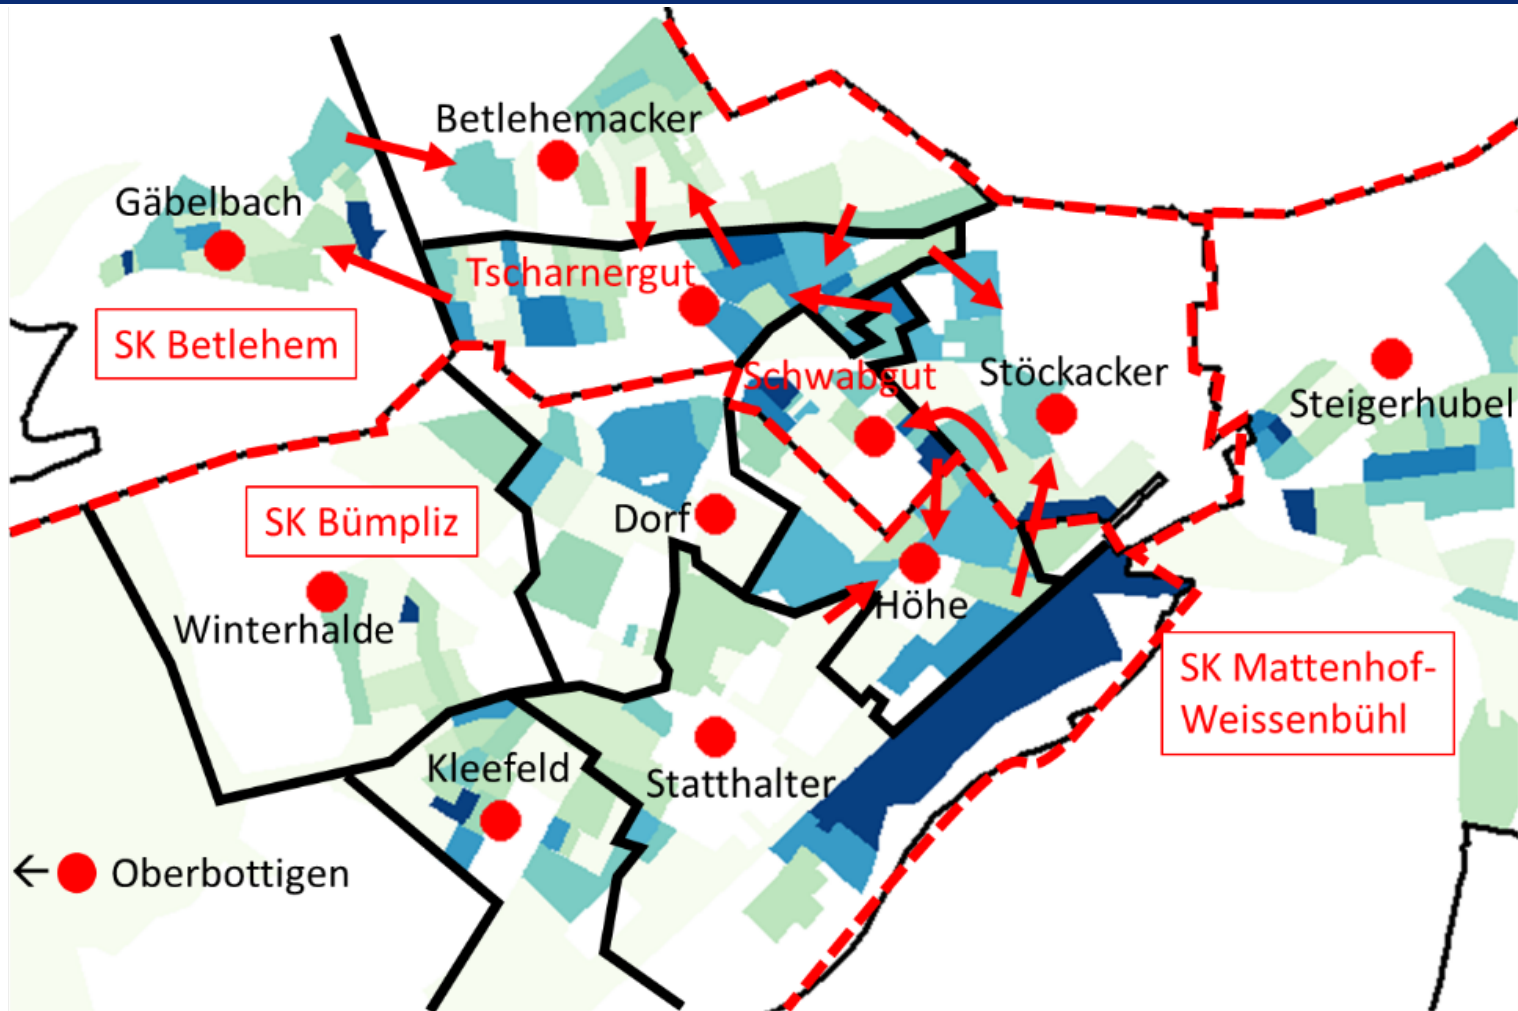 Betlehemacker
Gäbelbach
Tscharnergut
SK Betlehem
Schwabgut
Stöckacker
Steigerhubel
SK Bümpliz
Dorf
Winterhalde
Höhe
SK Mattenhof-
Weissenbühl
Kleefeld
Statthalter
← Oberbottigen